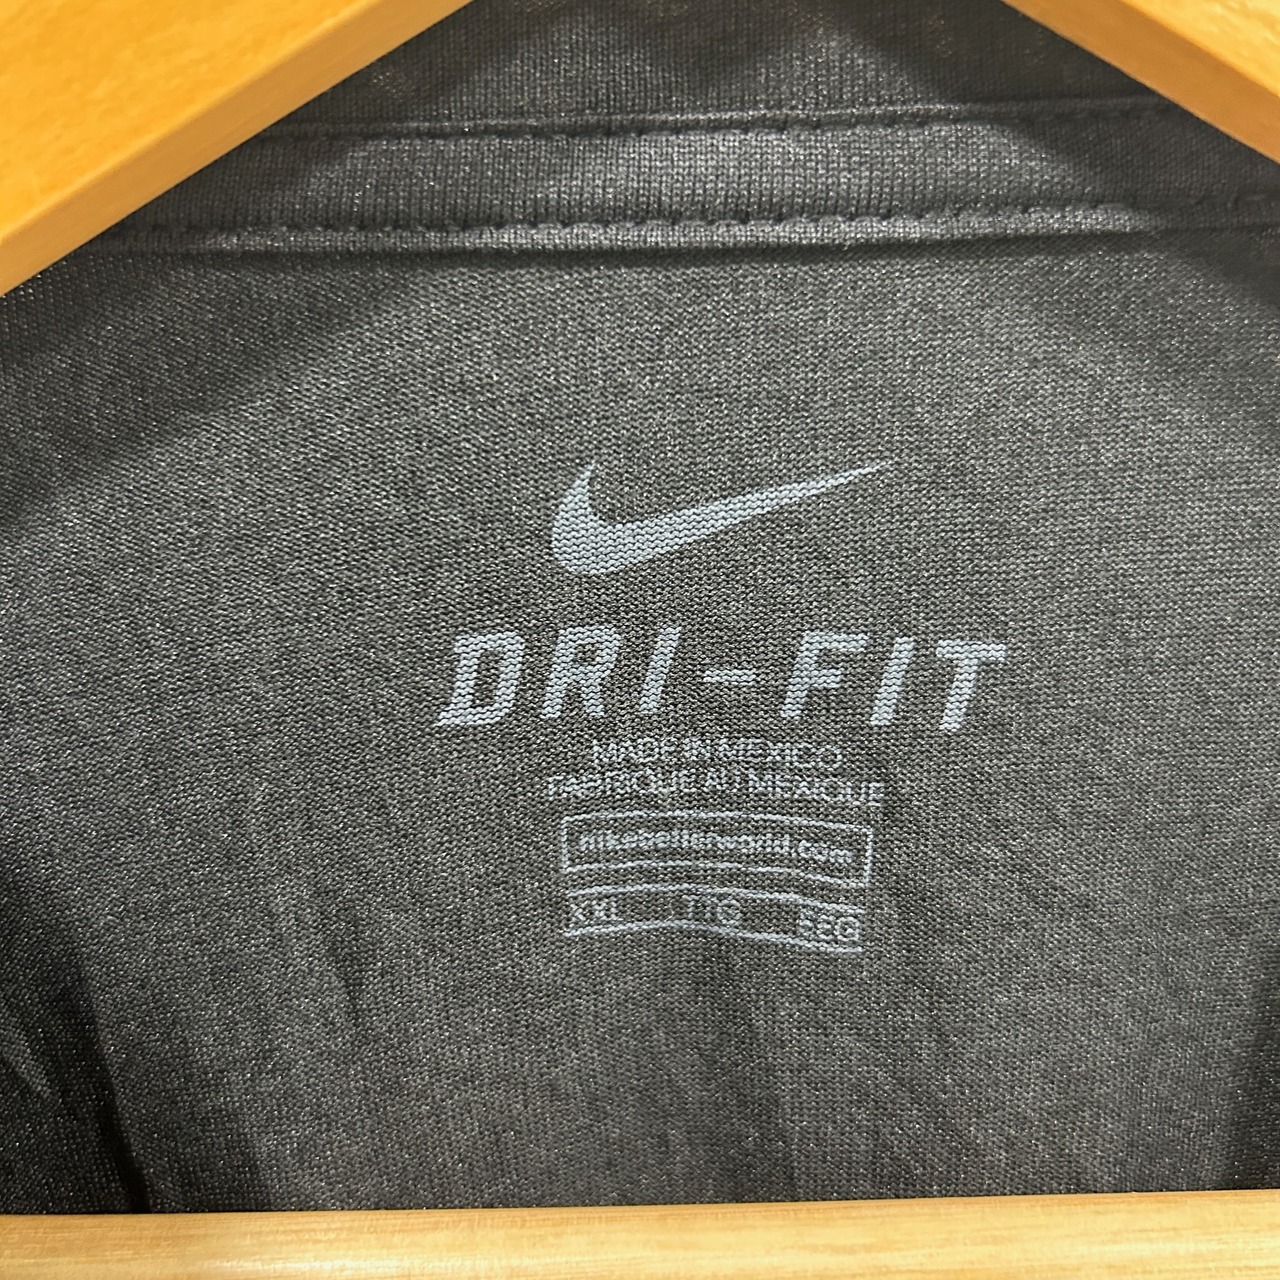 DRI-FIT
MADE IN MEXICO
FABRIQUE AU MEXIQUE
nikebetterworld.com
XXL TTG EEG